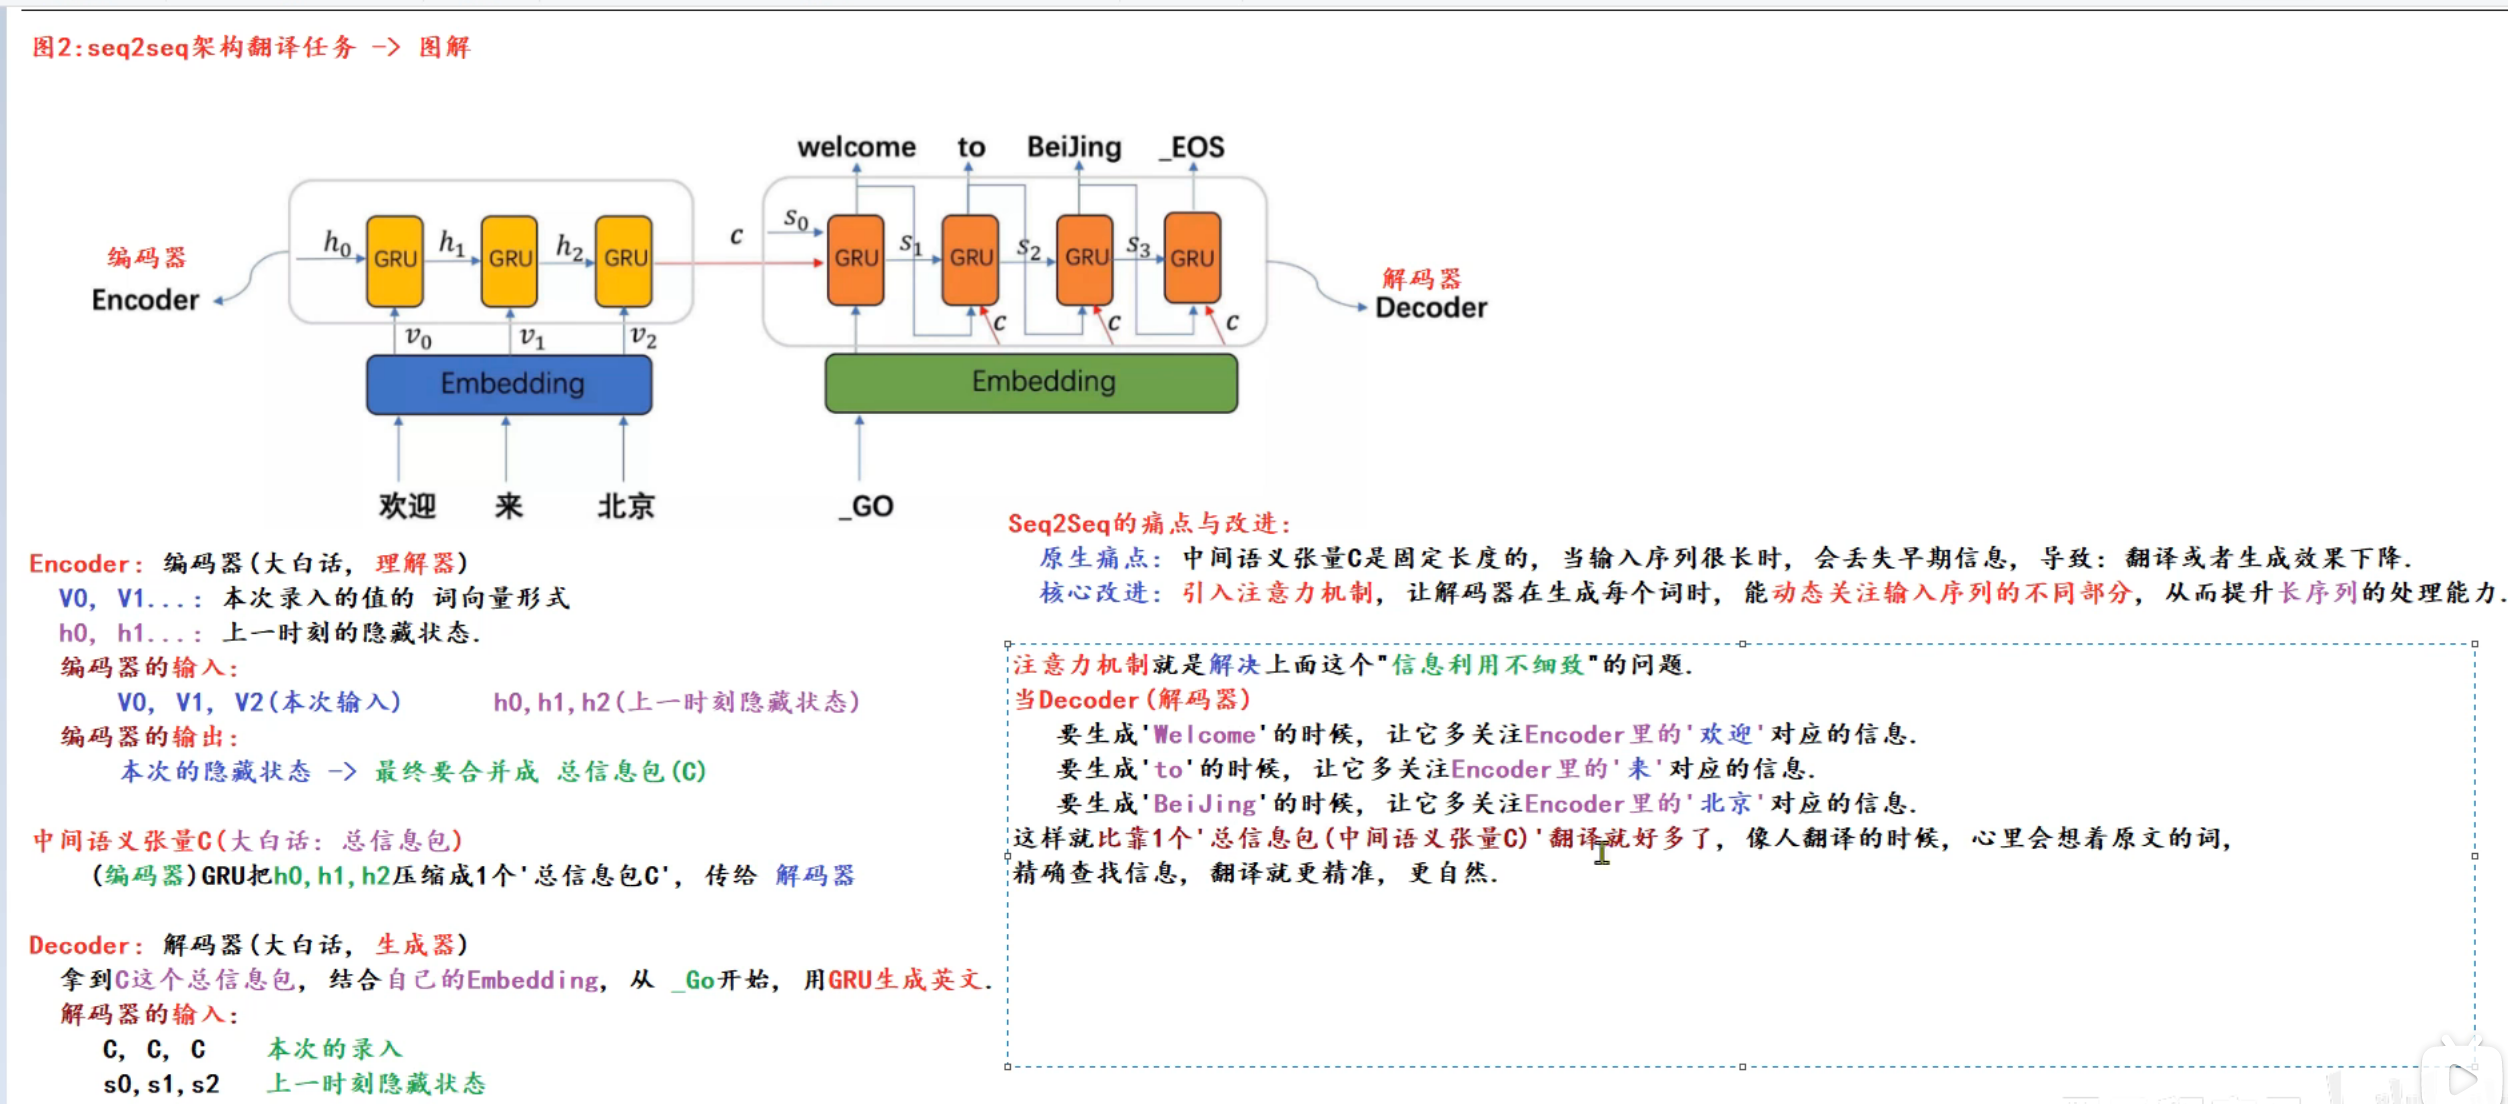 图2:seq2seq架构翻译任务 -> 图解
welcome to BeiJing _EOS
h0 GRU h1 GRU h2 GRU c s0 GRU s1 GRU s2 GRU s3 GRU
编码器
Encoder
解码器
Decoder
c c c
v0 v1 v2
Embedding Embedding
欢迎 来 北京 _GO
Encoder: 编码器(大白话, 理解器)
V0, V1...: 本次录入的值的 词向量形式
h0, h1...: 上一时刻的隐藏状态.
编码器的输入:
V0, V1, V2(本次输入) h0,h1,h2(上一时刻隐藏状态)
编码器的输出:
本次的隐藏状态 -> 最终要合并成 总信息包(C)
中间语义张量C(大白话: 总信息包)
(编码器)GRU把h0,h1,h2压缩成1个'总信息包C', 传给 解码器
Decoder: 解码器(大白话, 生成器)
拿到C这个总信息包, 结合自己的Embedding, 从 _Go开始, 用GRU生成英文.
解码器的输入:
C, C, C 本次的录入
s0,s1,s2 上一时刻隐藏状态
Seq2Seq的痛点与改进:
原生痛点: 中间语义张量C是固定长度的, 当输入序列很长时, 会丢失早期信息, 导致: 翻译或者生成效果下降.
核心改进: 引入注意力机制, 让解码器在生成每个词时, 能动态关注输入序列的不同部分, 从而提升长序列的处理能力.
注意力机制就是解决上面这个"信息利用不细致"的问题.
当Decoder(解码器)
要生成'Welcome'的时候, 让它多关注Encoder里的'欢迎'对应的信息.
要生成'to'的时候, 让它多关注Encoder里的'来'对应的信息.
要生成'BeiJing'的时候, 让它多关注Encoder里的'北京'对应的信息.
这样就比靠1个'总信息包(中间语义张量C)'翻译就好多了, 像人翻译的时候, 心里会想着原文的词,
精确查找信息, 翻译就更精准, 更自然.